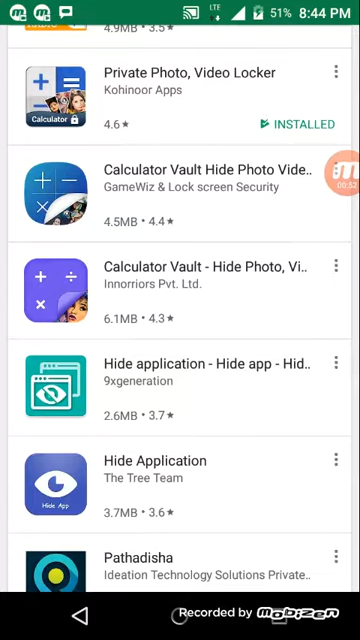 LTE
51% 8:44 PM
4.9MB • 3.5★
Private Photo, Video Locker
Kohinoor Apps
Calculator
4.6★
INSTALLED
Calculator Vault Hide Photo Vide..
GameWiz & Lock screen Security
00:52
4.5MB • 4.4★
Calculator Vault - Hide Photo, Vi..
Innorriors Pvt. Ltd.
6.1MB • 4.3★
Hide application - Hide app - Hid..
9xgeneration
2.6MB • 3.7★
Hide Application
The Tree Team
Hide App
3.7MB • 3.6★
Pathadisha
Ideation Technology Solutions Private..
Recorded by mobizen